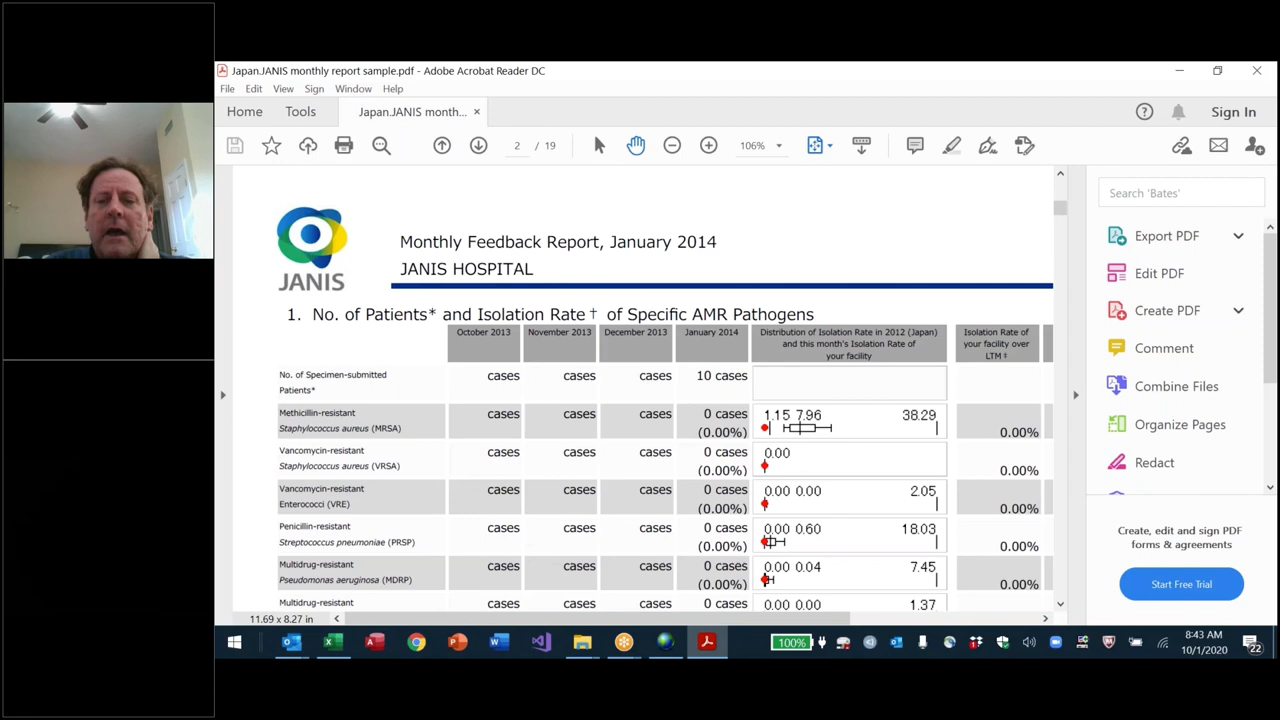 Japan.JANIS monthly report sample.pdf - Adobe Acrobat Reader DC
File Edit View Sign Window Help
Home Tools Japan.JANIS month... × Sign In
2 / 19 106%
Search 'Bates'
Export PDF
Edit PDF
Create PDF
Comment
Combine Files
Organize Pages
Redact
Create, edit and sign PDF
forms & agreements
Start Free Trial
JANIS
Monthly Feedback Report, January 2014
JANIS HOSPITAL
1. No. of Patients* and Isolation Rate† of Specific AMR Pathogens
October 2013 November 2013 December 2013 January 2014 Distribution of Isolation Rate in 2012 (Japan) and this month's Isolation Rate of your facility Isolation Rate of your facility over LTM‡
No. of Specimen-submitted
Patients*
cases cases cases 10 cases
Methicillin-resistant
Staphylococcus aureus (MRSA)
cases cases cases 0 cases 1.15 7.96 38.29
(0.00%) 0.00%
Vancomycin-resistant
Staphylococcus aureus (VRSA)
cases cases cases 0 cases 0.00
(0.00%) 0.00%
Vancomycin-resistant
Enterococci (VRE)
cases cases cases 0 cases 0.00 0.00 2.05
(0.00%) 0.00%
Penicillin-resistant
Streptococcus pneumoniae (PRSP)
cases cases cases 0 cases 0.00 0.60 18.03
(0.00%) 0.00%
Multidrug-resistant
Pseudomonas aeruginosa (MDRP)
cases cases cases 0 cases 0.00 0.04 7.45
(0.00%) 0.00%
Multidrug-resistant
cases cases cases 0 cases 0.00 0.00 1.37
11.69 x 8.27 in
100%
8:43 AM
10/1/2020
22